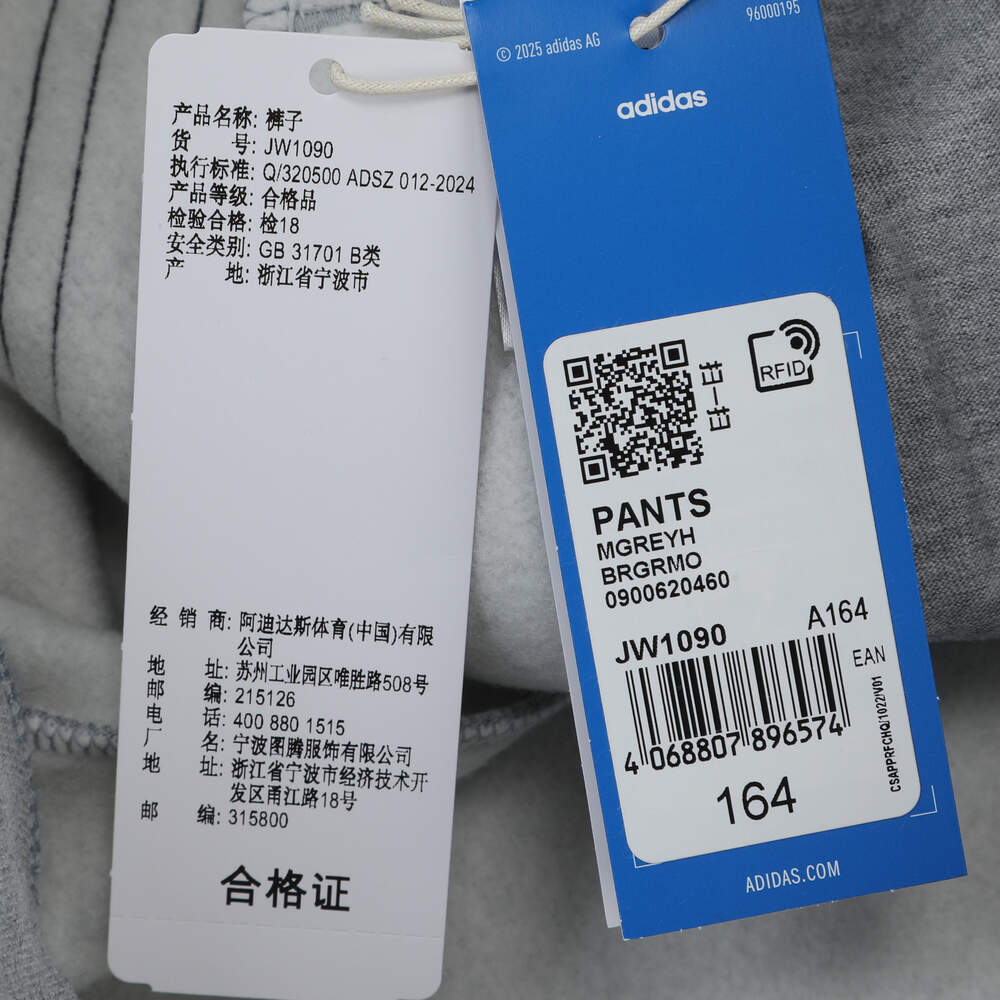 产品名称: 裤子
货 号: JW1090
执行标准: Q/320500 ADSZ 012-2024
产品等级: 合格品
检验合格: 检18
安全类别: GB 31701 B类
产 地: 浙江省宁波市
经 销 商: 阿迪达斯体育(中国)有限
公司
地 址: 苏州工业园区唯胜路508号
邮 编: 215126
电 话: 400 880 1515
厂 名: 宁波图腾服饰有限公司
地 址: 浙江省宁波市经济技术开
发区甬江路18号
邮 编: 315800
合格证
© 2025 adidas AG
96000195
adidas
RFID
PANTS
MGREYH
BRGRMO
0900620460
JW1090
A164
EAN
4 068807 896574
CSAPPRFCHQ/1022/V01
164
ADIDAS.COM